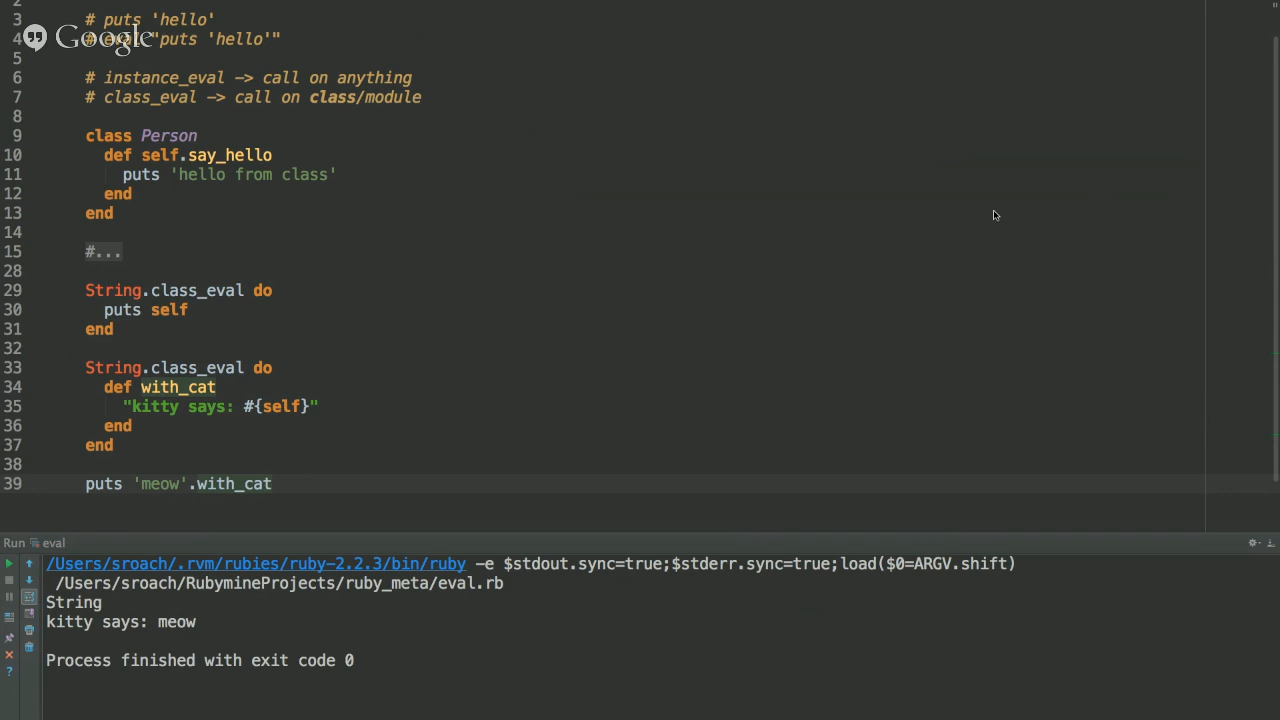 2
3 # puts 'hello'
4 # eval "puts 'hello'"
Google
5
6 # instance_eval -> call on anything
7 # class_eval -> call on class/module
8
9 class Person
10 def self.say_hello
11 puts 'hello from class'
12 end
13 end
14
15 #...
28
29 String.class_eval do
30 puts self
31 end
32
33 String.class_eval do
34 def with_cat
35 "kitty says: #{self}"
36 end
37 end
38
39 puts 'meow'.with_cat
Run eval
/Users/sroach/.rvm/rubies/ruby-2.2.3/bin/ruby -e $stdout.sync=true;$stderr.sync=true;load($0=ARGV.shift)
/Users/sroach/RubymineProjects/ruby_meta/eval.rb
String
kitty says: meow
Process finished with exit code 0